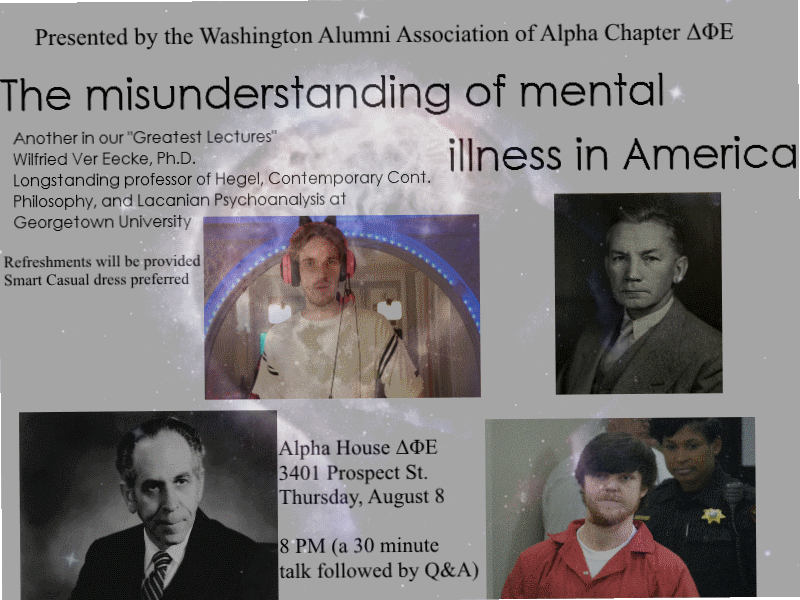 Presented by the Washington Alumni Association of Alpha Chapter ΔΦE
The misunderstanding of mental
illness in America
Another in our "Greatest Lectures"
Wilfried Ver Eecke, Ph.D.
Longstanding professor of Hegel, Contemporary Cont.
Philosophy, and Lacanian Psychoanalysis at
Georgetown University
Refreshments will be provided
Smart Casual dress preferred
Alpha House ΔΦE
3401 Prospect St.
Thursday, August 8
8 PM (a 30 minute
talk followed by Q&A)